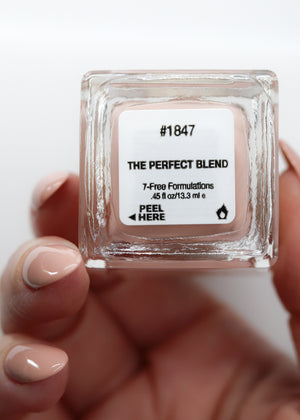 #1847
THE PERFECT BLEND
7-Free Formulations
.45 fl oz/13.3 ml e
PEEL
◄ HERE